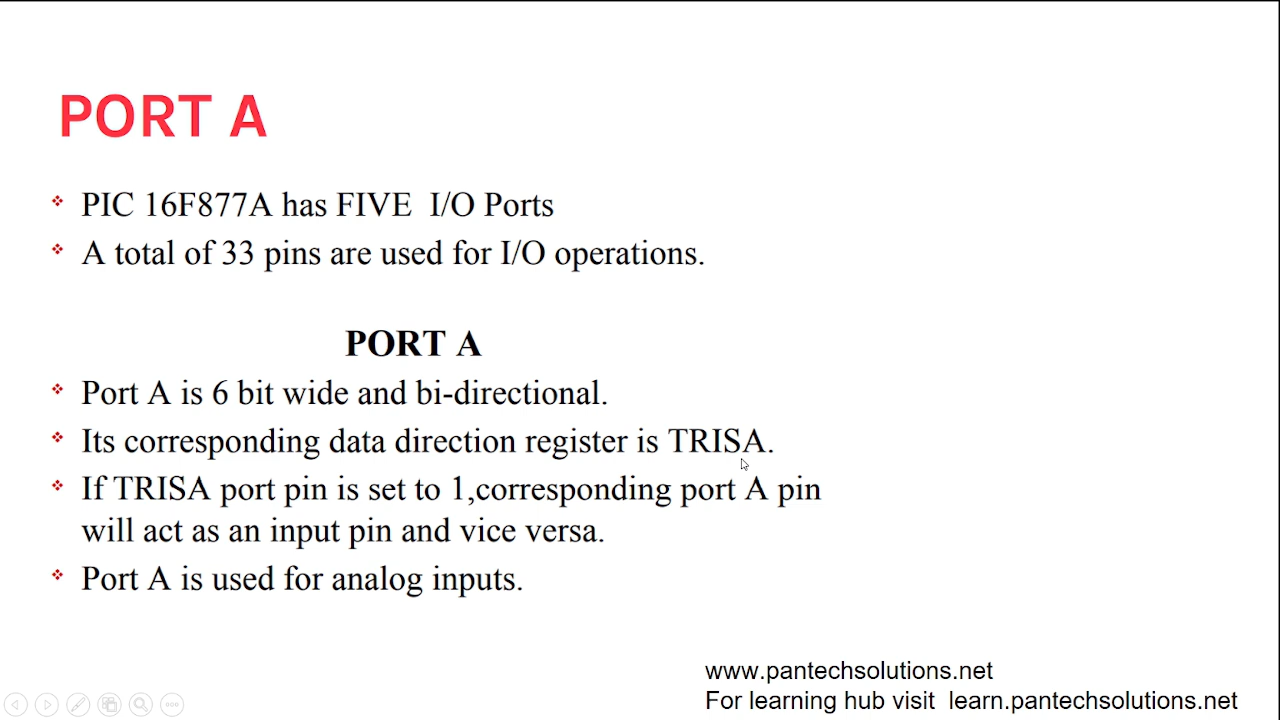 PORT A
PIC 16F877A has FIVE I/O Ports
A total of 33 pins are used for I/O operations.
PORT A
Port A is 6 bit wide and bi-directional.
Its corresponding data direction register is TRISA.
If TRISA port pin is set to 1,corresponding port A pin
will act as an input pin and vice versa.
Port A is used for analog inputs.
www.pantechsolutions.net
For learning hub visit learn.pantechsolutions.net